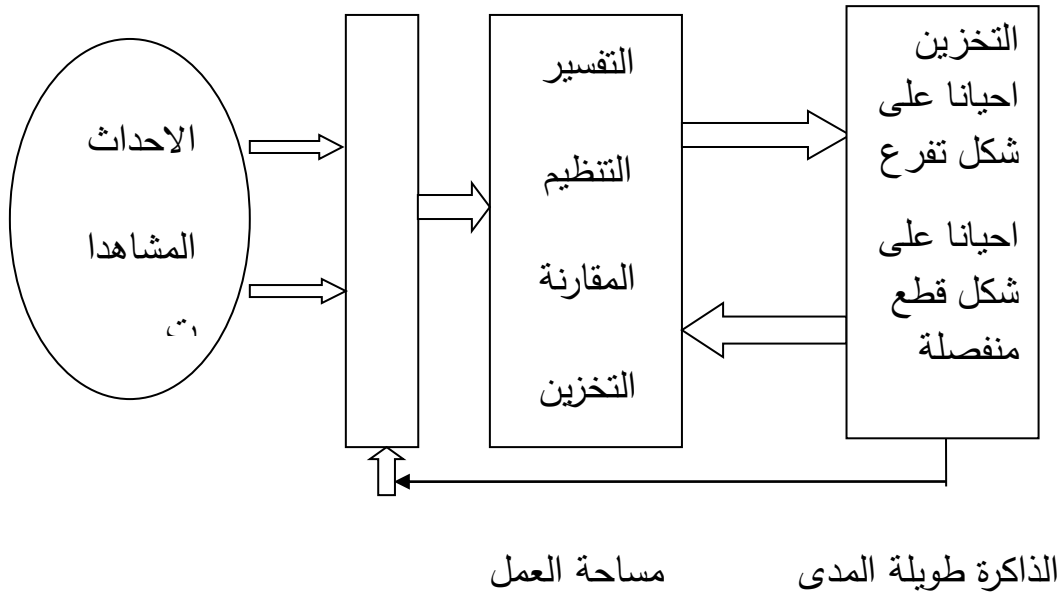 الاحداث
المشاهدا
ت
التفسير
التنظيم
المقارنة
التخزين
التخزين
احيانا على
شكل تفرع
احيانا على
شكل قطع
منفصلة
مساحة العمل
الذاكرة طويلة المدى